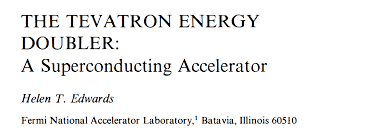 THE TEVATRON ENERGY
DOUBLER:
A Superconducting Accelerator
Helen T. Edwards
Fermi National Accelerator Laboratory,¹ Batavia, Illinois 60510